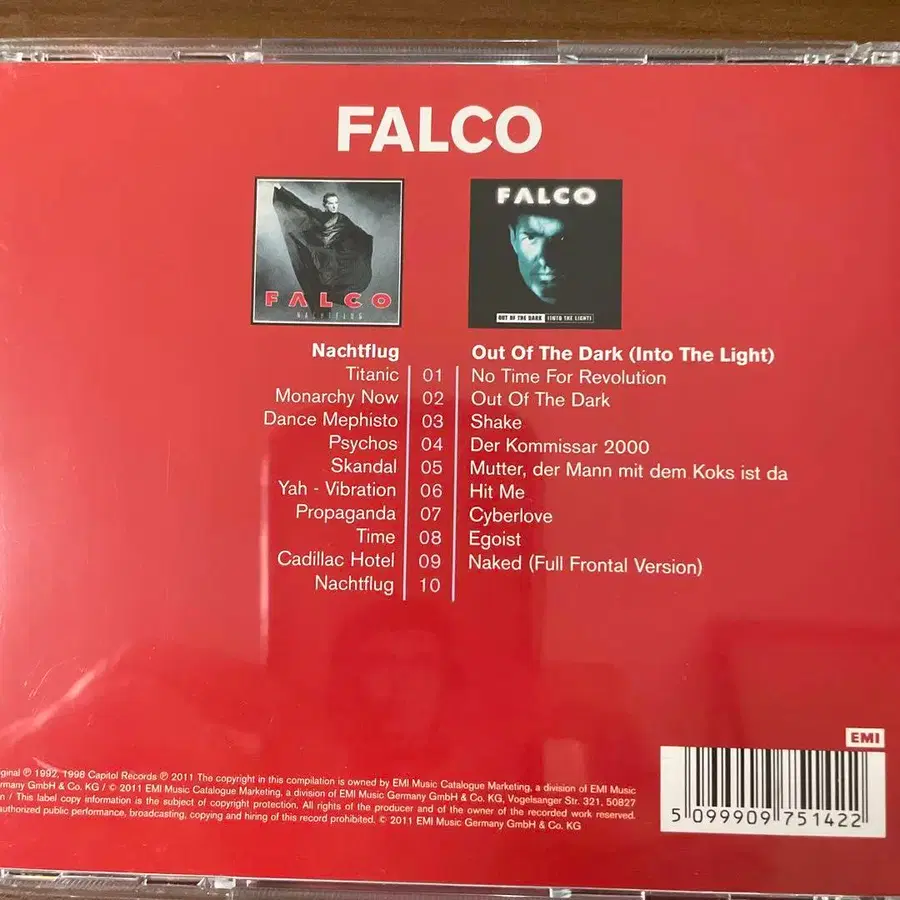 FALCO
FALCO
NACHTFLUG
FALCO
OUT OF THE DARK (INTO THE LIGHT)
Nachtflug
Titanic 01
Monarchy Now 02
Dance Mephisto 03
Psychos 04
Skandal 05
Yah - Vibration 06
Propaganda 07
Time 08
Cadillac Hotel 09
Nachtflug 10
Out Of The Dark (Into The Light)
No Time For Revolution
Out Of The Dark
Shake
Der Kommissar 2000
Mutter, der Mann mit dem Koks ist da
Hit Me
Cyberlove
Egoist
Naked (Full Frontal Version)
EMI
ginal ℗ 1992, 1998 Capitol Records ℗ 2011 The copyright in this compilation is owned by EMI Music Catalogue Marketing, a division of EMI Music
many GmbH & Co. KG / © 2011 EMI Music Catalogue Marketing, a division of EMI Music Germany GmbH & Co. KG, Vogelsanger Str. 321, 50827
n / This label copy information is the subject of copyright protection. All rights of the producer and of the owner of the recorded work reserved.
authorized public performance, broadcasting, copying and hiring of this record prohibited. © 2011 EMI Music Germany GmbH & Co. KG
5 099909 751422